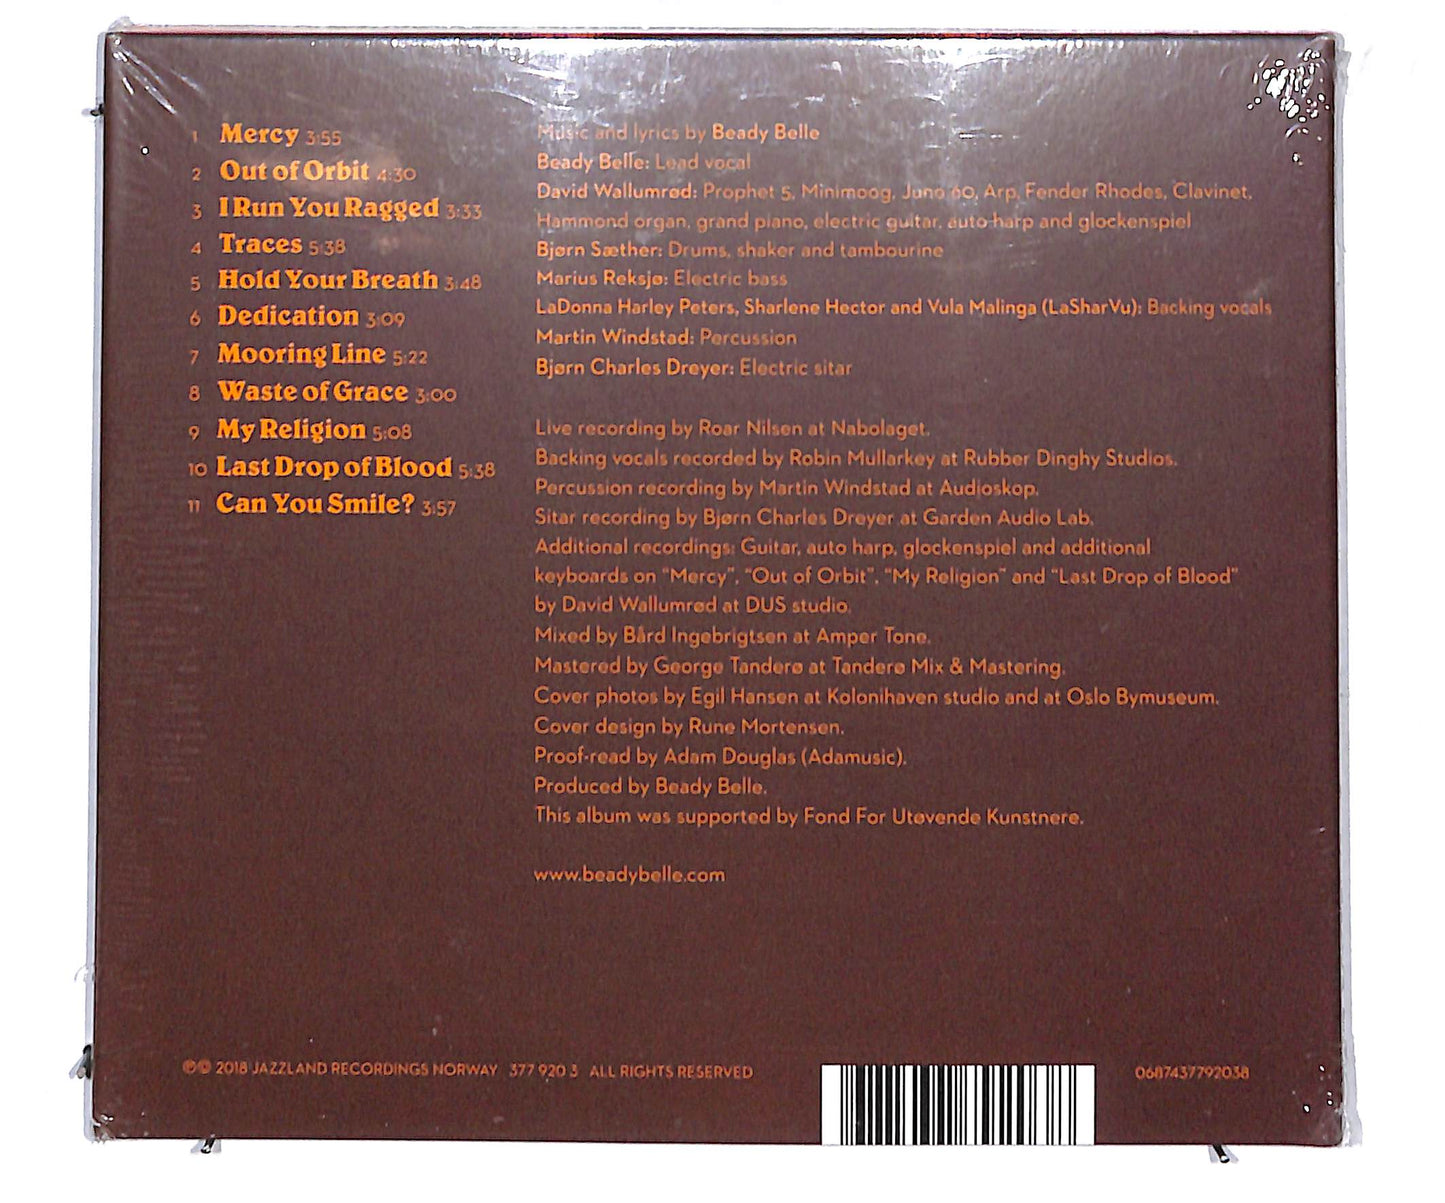 1 Mercy 3:55
2 Out of Orbit 4:30
3 I Run You Ragged 3:33
4 Traces 5:38
5 Hold Your Breath 3:48
6 Dedication 3:09
7 Mooring Line 5:22
8 Waste of Grace 3:00
9 My Religion 5:08
10 Last Drop of Blood 5:38
11 Can You Smile? 3:57
Music and lyrics by Beady Belle
Beady Belle: Lead vocal
David Wallumrød: Prophet 5, Minimoog, Juno 60, Arp, Fender Rhodes, Clavinet,
Hammond organ, grand piano, electric guitar, auto harp and glockenspiel
Bjørn Sæther: Drums, shaker and tambourine
Marius Reksjø: Electric bass
LaDonna Harley Peters, Sharlene Hector and Vula Malinga (LaSharVu): Backing vocals
Martin Windstad: Percussion
Bjørn Charles Dreyer: Electric sitar
Live recording by Roar Nilsen at Nabolaget.
Backing vocals recorded by Robin Mullarkey at Rubber Dinghy Studios.
Percussion recording by Martin Windstad at Audioskop.
Sitar recording by Bjørn Charles Dreyer at Garden Audio Lab.
Additional recordings: Guitar, auto harp, glockenspiel and additional
keyboards on “Mercy”, “Out of Orbit”, “My Religion” and “Last Drop of Blood”
by David Wallumrød at DUS studio.
Mixed by Bård Ingebrigtsen at Amper Tone.
Mastered by George Tanderø at Tanderø Mix & Mastering.
Cover photos by Egil Hansen at Kolonihaven studio and at Oslo Bymuseum.
Cover design by Rune Mortensen.
Proof-read by Adam Douglas (Adamusic).
Produced by Beady Belle.
This album was supported by Fond For Utøvende Kunstnere.
www.beadybelle.com
℗© 2018 JAZZLAND RECORDINGS NORWAY 377 920 3 ALL RIGHTS RESERVED
0687437792038